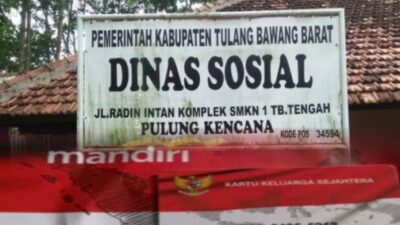 PEMERINTAH KABUPATEN TULANG BAWANG BARAT
DINAS SOSIAL
JL.RADIN INTAN KOMPLEK SMKN 1 TB.TENGAH
PULUNG KENCANA
KODE POS 34594
mandiri
KARTU KELUARGA SEJAHTERA